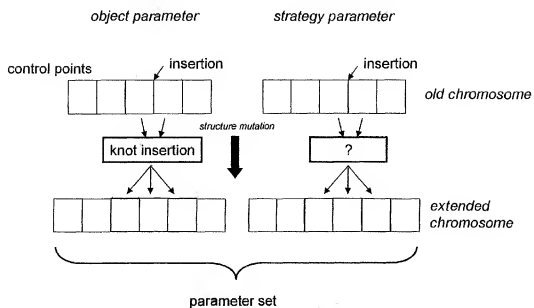 object parameter
strategy parameter
insertion
insertion
control points
old chromosome
structure mutation
knot insertion
?
extended
chromosome
parameter set